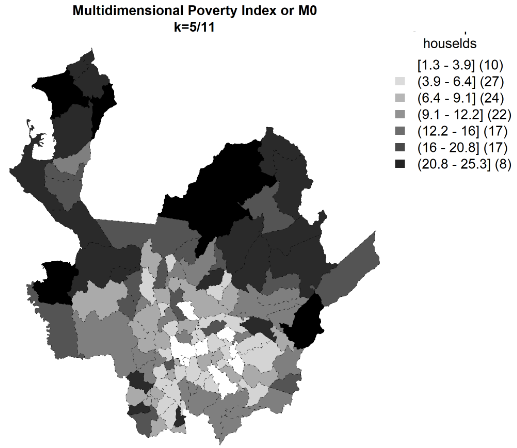 Multidimensional Poverty Index or M0
k=5/11
houselds
[1.3 - 3.9] (10)
(3.9 - 6.4] (27)
(6.4 - 9.1] (24)
(9.1 - 12.2] (22)
(12.2 - 16] (17)
(16 - 20.8] (17)
(20.8 - 25.3] (8)